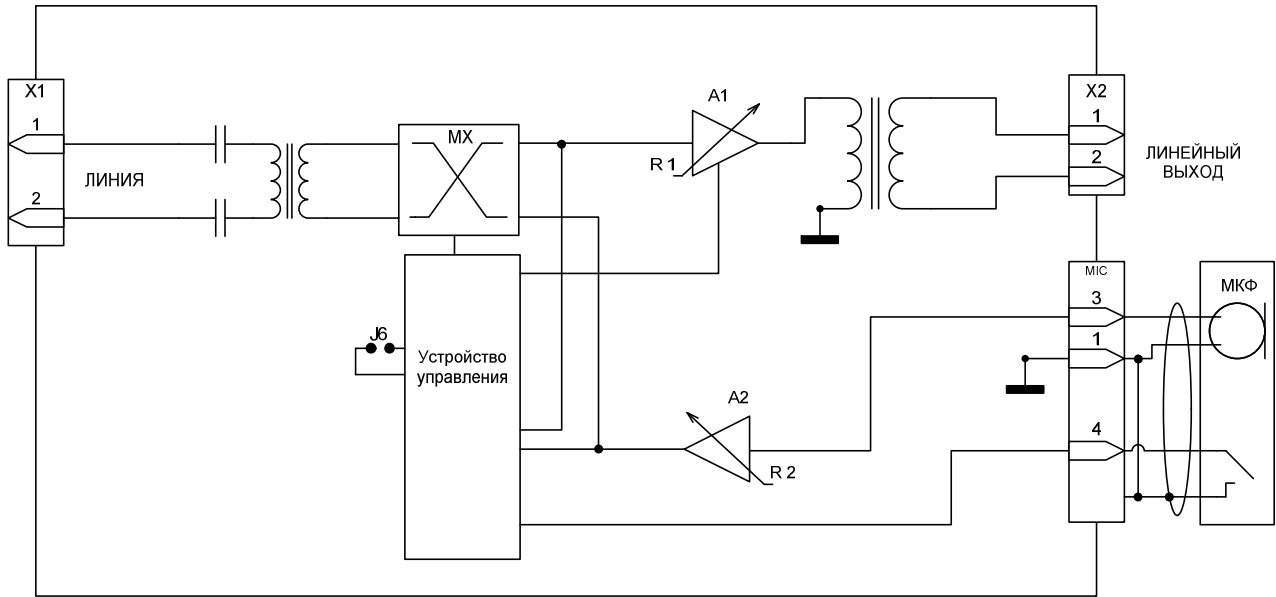 X1
1
ЛИНИЯ
2
MX
A1
R 1
X2
1
2
ЛИНЕЙНЫЙ
ВЫХОД
J6
Устройство
управления
A2
R 2
MIC
3
1
4
МКФ